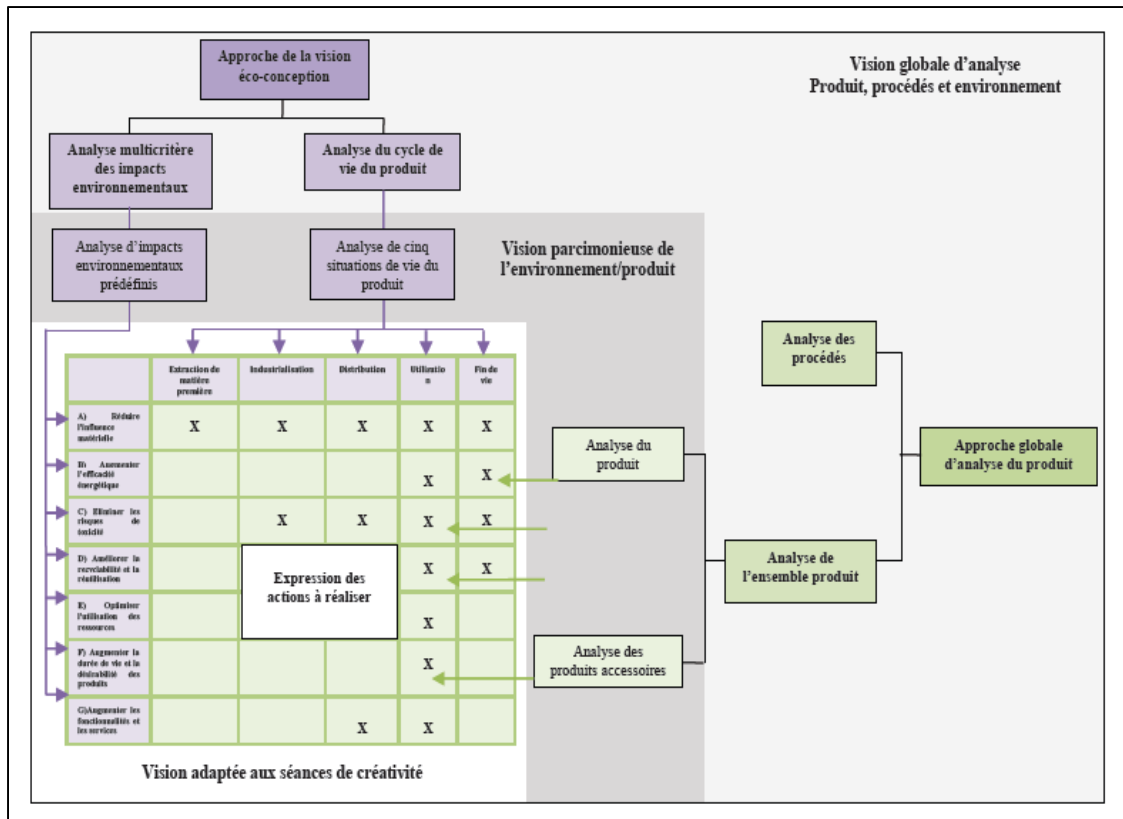 Approche de la vision
éco-conception
Vision globale d'analyse
Produit, procédés et environnement
Analyse multicritère
des impacts
environnementaux
Analyse du cycle de
vie du produit
Analyse d'impacts
environnementaux
prédéfinis
Analyse de cinq
situations de vie du
produit
Vision parcimonieuse de
l'environnement/produit
Extraction de
matière
première
Industrialisation
Distribution
Utilisatio
n
Fin de
vie
A) Réduire
l'influence
matérielle
X X X X X
B) Augmenter
l'efficacité
énergétique
X X
C) Eliminer les
risques de
toxicité
X X X X
D) Améliorer la
recyclabilité et la
réutilisation
X X
E) Optimiser
l'utilisation des
ressources
X
F) Augmenter la
durée de vie et la
désirabilité des
produits
X
G)Augmenter les
fonctionnalités et
les services
X X
Expression des
actions à réaliser
Vision adaptée aux séances de créativité
Analyse du
produit
Analyse des
produits accessoires
Analyse des
procédés
Analyse de
l'ensemble produit
Approche globale
d'analyse du produit